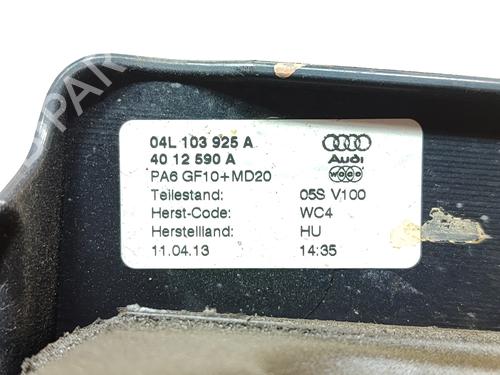 04L 103 925 A
40 12 590 A
Audi
PA6 GF10+MD20
Teilestand: 05S V100
Herst-Code: WC4
Herstellland: HU
11.04.13 14:35